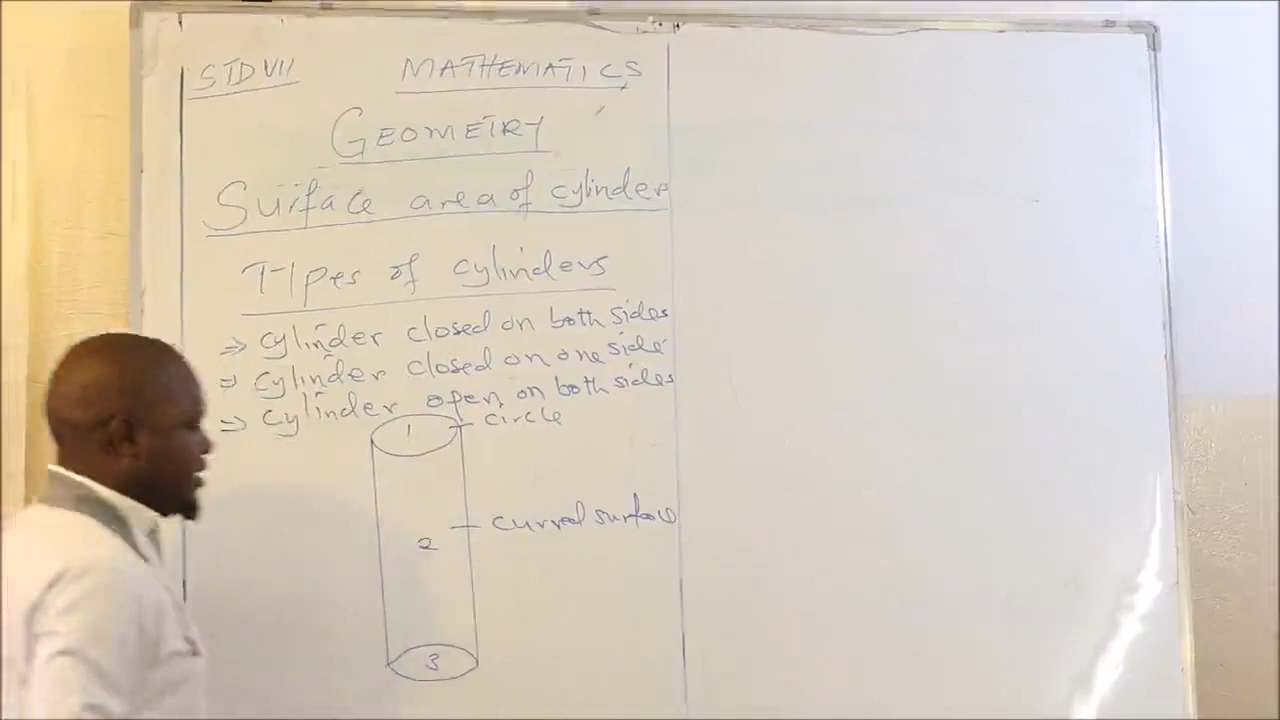 STD VII MATHEMATICS
GEOMETRY
Surface area of cylinder
Types of cylinders
⇒ cylinder closed on both sides
⇒ cylinder closed on one side
⇒ cylinder open on both sides
1 circle
2 curved surface
3